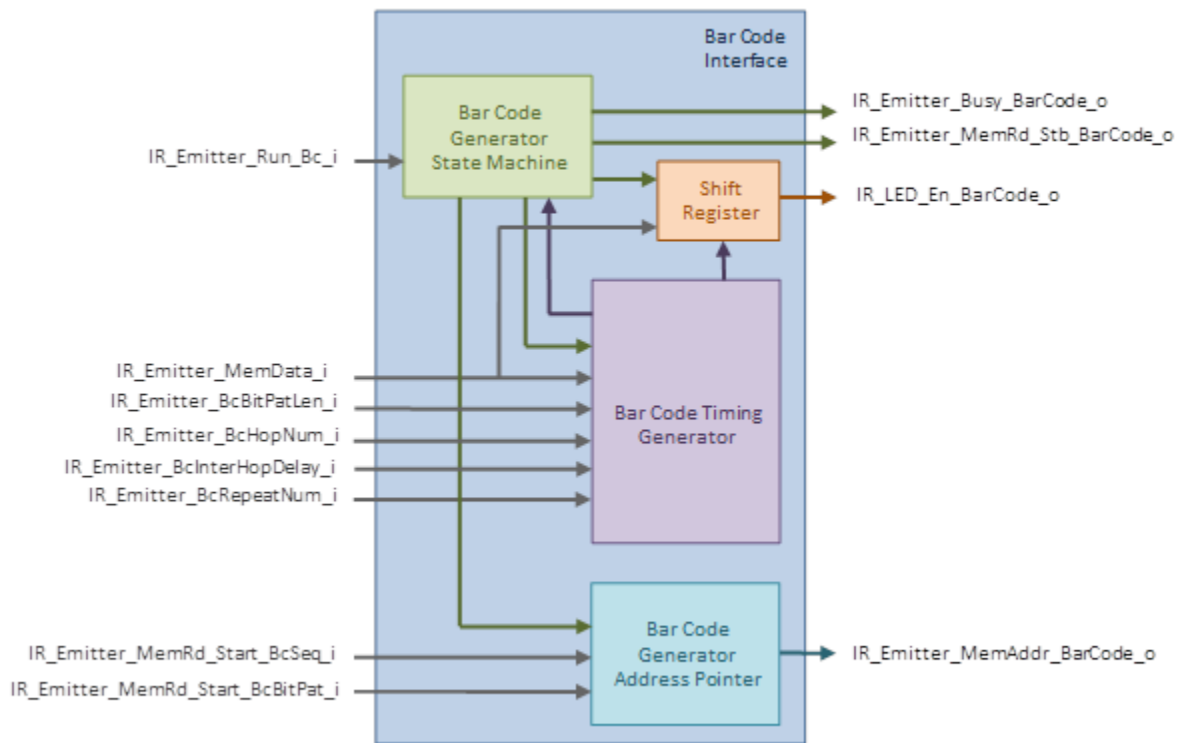 Bar Code
Interface
Bar Code
Generator
State Machine
IR_Emitter_Busy_BarCode_o
IR_Emitter_MemRd_Stb_BarCode_o
IR_Emitter_Run_Bc_i
Shift
Register
IR_LED_En_BarCode_o
IR_Emitter_MemData_i
IR_Emitter_BcBitPatLen_i
IR_Emitter_BcHopNum_i
IR_Emitter_BcInterHopDelay_i
IR_Emitter_BcRepeatNum_i
Bar Code Timing
Generator
Bar Code
Generator
Address Pointer
IR_Emitter_MemRd_Start_BcSeq_i
IR_Emitter_MemRd_Start_BcBitPat_i
IR_Emitter_MemAddr_BarCode_o